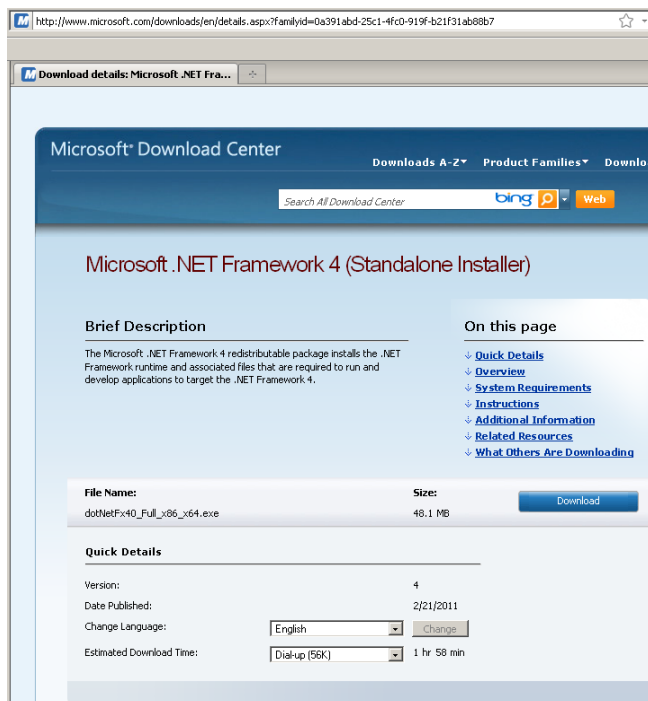 http://www.microsoft.com/downloads/en/details.aspx?familyid=0a391abd-25c1-4fc0-919f-b21f31ab88b7
Download details: Microsoft .NET Fra...
Microsoft Download Center
Downloads A-Z Product Families Downlo
Search All Download Center bing Web
Microsoft .NET Framework 4 (Standalone Installer)
Brief Description
The Microsoft .NET Framework 4 redistributable package installs the .NET
Framework runtime and associated files that are required to run and
develop applications to target the .NET Framework 4.
On this page
Quick Details
Overview
System Requirements
Instructions
Additional Information
Related Resources
What Others Are Downloading
File Name: Size:
dotNetFx40_Full_x86_x64.exe 48.1 MB Download
Quick Details
Version: 4
Date Published: 2/21/2011
Change Language: English Change
Estimated Download Time: Dial-up (56K) 1 hr 58 min